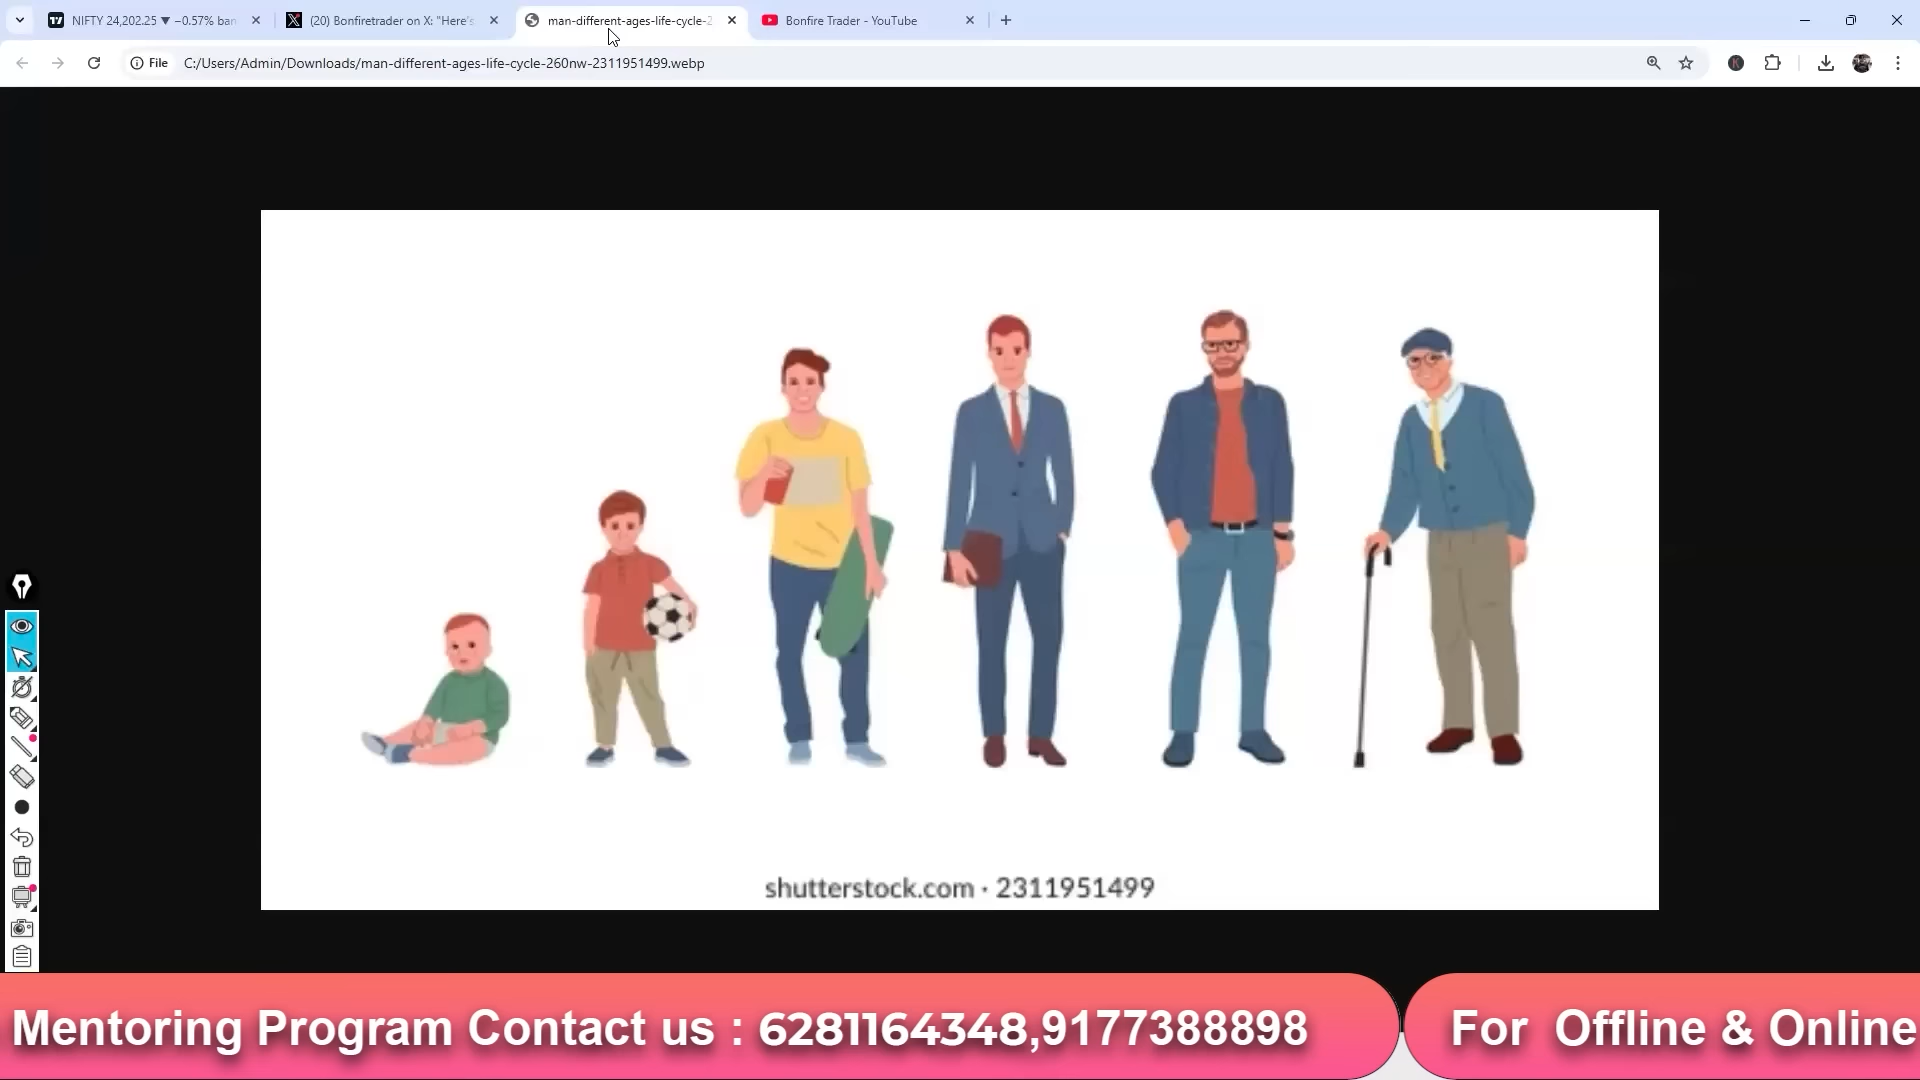 NIFTY 24,202.25 ▼ −0.57% ban
(20) Bonfiretrader on X: "Here's
man-different-ages-life-cycle-2
Bonfire Trader - YouTube
File
C:/Users/Admin/Downloads/man-different-ages-life-cycle-260nw-2311951499.webp
shutterstock.com · 2311951499
Mentoring Program Contact us : 6281164348,9177388898
For Offline & Online